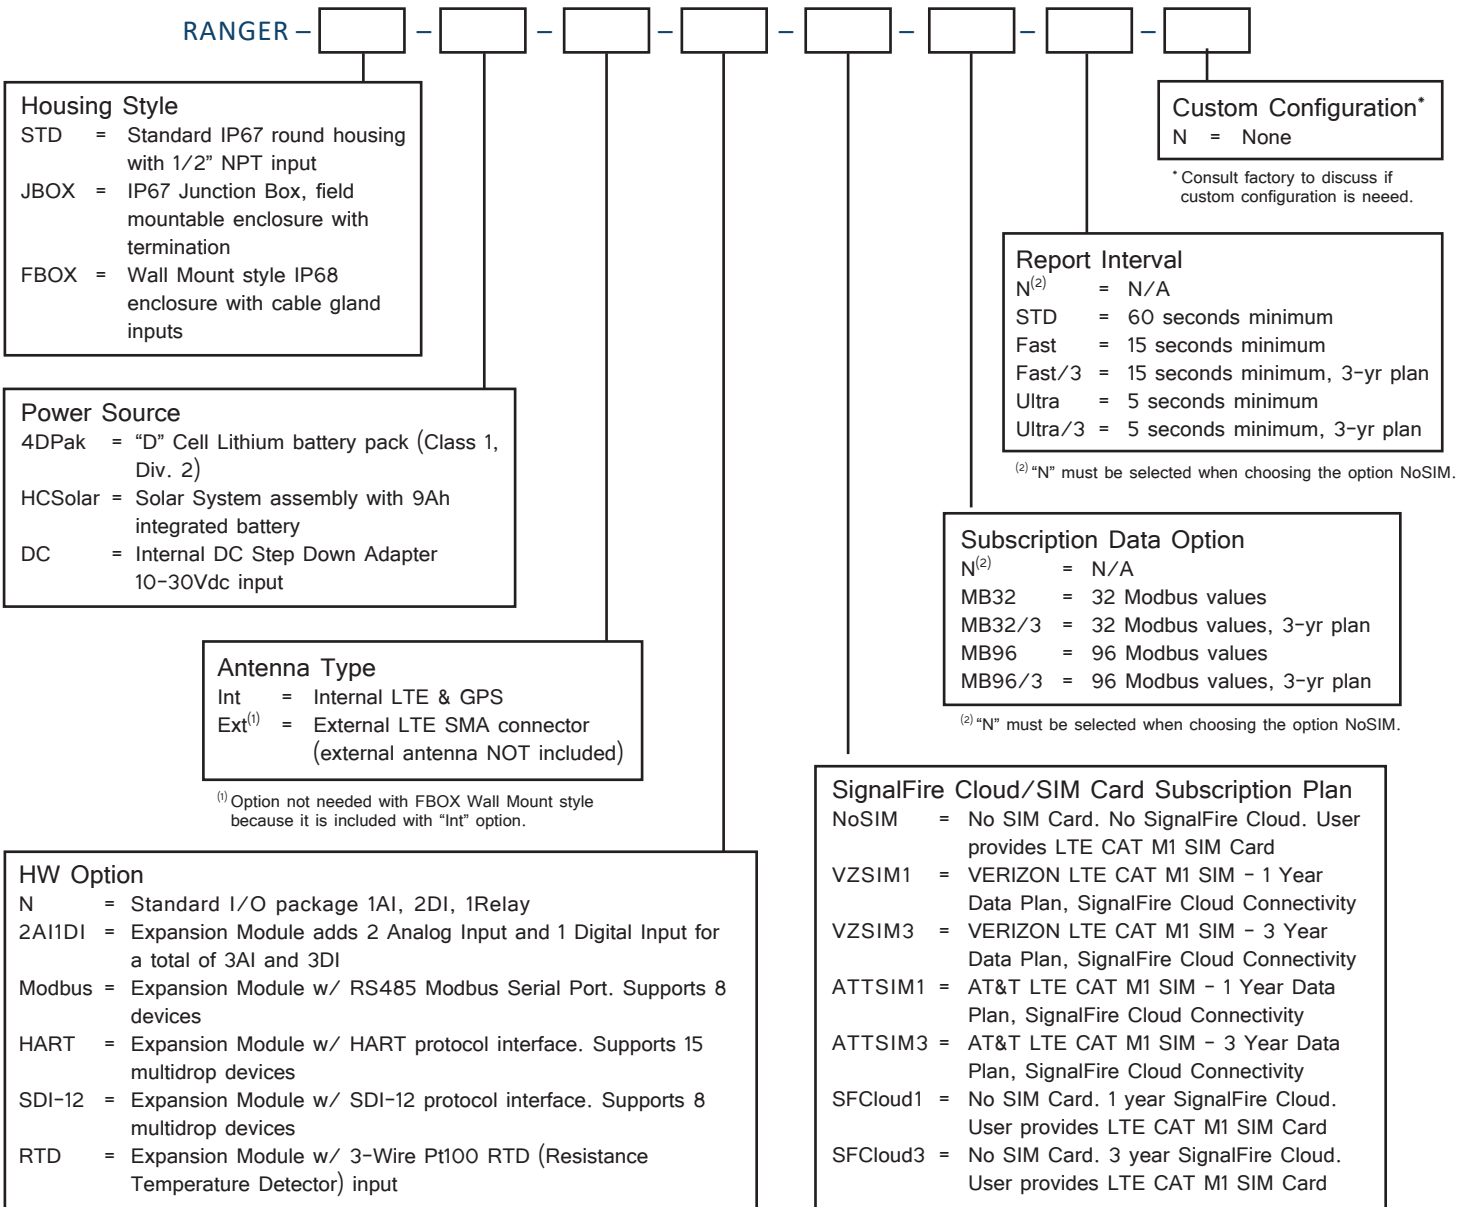 RANGER – – – – – – – –
Housing Style
STD = Standard IP67 round housing
with 1/2” NPT input
JBOX = IP67 Junction Box, field
mountable enclosure with
termination
FBOX = Wall Mount style IP68
enclosure with cable gland
inputs
Power Source
4DPak = “D” Cell Lithium battery pack (Class 1,
Div. 2)
HCSolar = Solar System assembly with 9Ah
integrated battery
DC = Internal DC Step Down Adapter
10-30Vdc input
Antenna Type
Int = Internal LTE & GPS
Ext(1) = External LTE SMA connector
(external antenna NOT included)
(1) Option not needed with FBOX Wall Mount style
because it is included with “Int” option.
HW Option
N = Standard I/O package 1AI, 2DI, 1Relay
2AI1DI = Expansion Module adds 2 Analog Input and 1 Digital Input for
a total of 3AI and 3DI
Modbus = Expansion Module w/ RS485 Modbus Serial Port. Supports 8
devices
HART = Expansion Module w/ HART protocol interface. Supports 15
multidrop devices
SDI-12 = Expansion Module w/ SDI-12 protocol interface. Supports 8
multidrop devices
RTD = Expansion Module w/ 3-Wire Pt100 RTD (Resistance
Temperature Detector) input
Custom Configuration*
N = None
* Consult factory to discuss if
custom configuration is neeed.
Report Interval
N(2) = N/A
STD = 60 seconds minimum
Fast = 15 seconds minimum
Fast/3 = 15 seconds minimum, 3-yr plan
Ultra = 5 seconds minimum
Ultra/3 = 5 seconds minimum, 3-yr plan
(2) “N” must be selected when choosing the option NoSIM.
Subscription Data Option
N(2) = N/A
MB32 = 32 Modbus values
MB32/3 = 32 Modbus values, 3-yr plan
MB96 = 96 Modbus values
MB96/3 = 96 Modbus values, 3-yr plan
(2) “N” must be selected when choosing the option NoSIM.
SignalFire Cloud/SIM Card Subscription Plan
NoSIM = No SIM Card. No SignalFire Cloud. User
provides LTE CAT M1 SIM Card
VZSIM1 = VERIZON LTE CAT M1 SIM - 1 Year
Data Plan, SignalFire Cloud Connectivity
VZSIM3 = VERIZON LTE CAT M1 SIM - 3 Year
Data Plan, SignalFire Cloud Connectivity
ATTSIM1 = AT&T LTE CAT M1 SIM - 1 Year Data
Plan, SignalFire Cloud Connectivity
ATTSIM3 = AT&T LTE CAT M1 SIM - 3 Year Data
Plan, SignalFire Cloud Connectivity
SFCloud1 = No SIM Card. 1 year SignalFire Cloud.
User provides LTE CAT M1 SIM Card
SFCloud3 = No SIM Card. 3 year SignalFire Cloud.
User provides LTE CAT M1 SIM Card